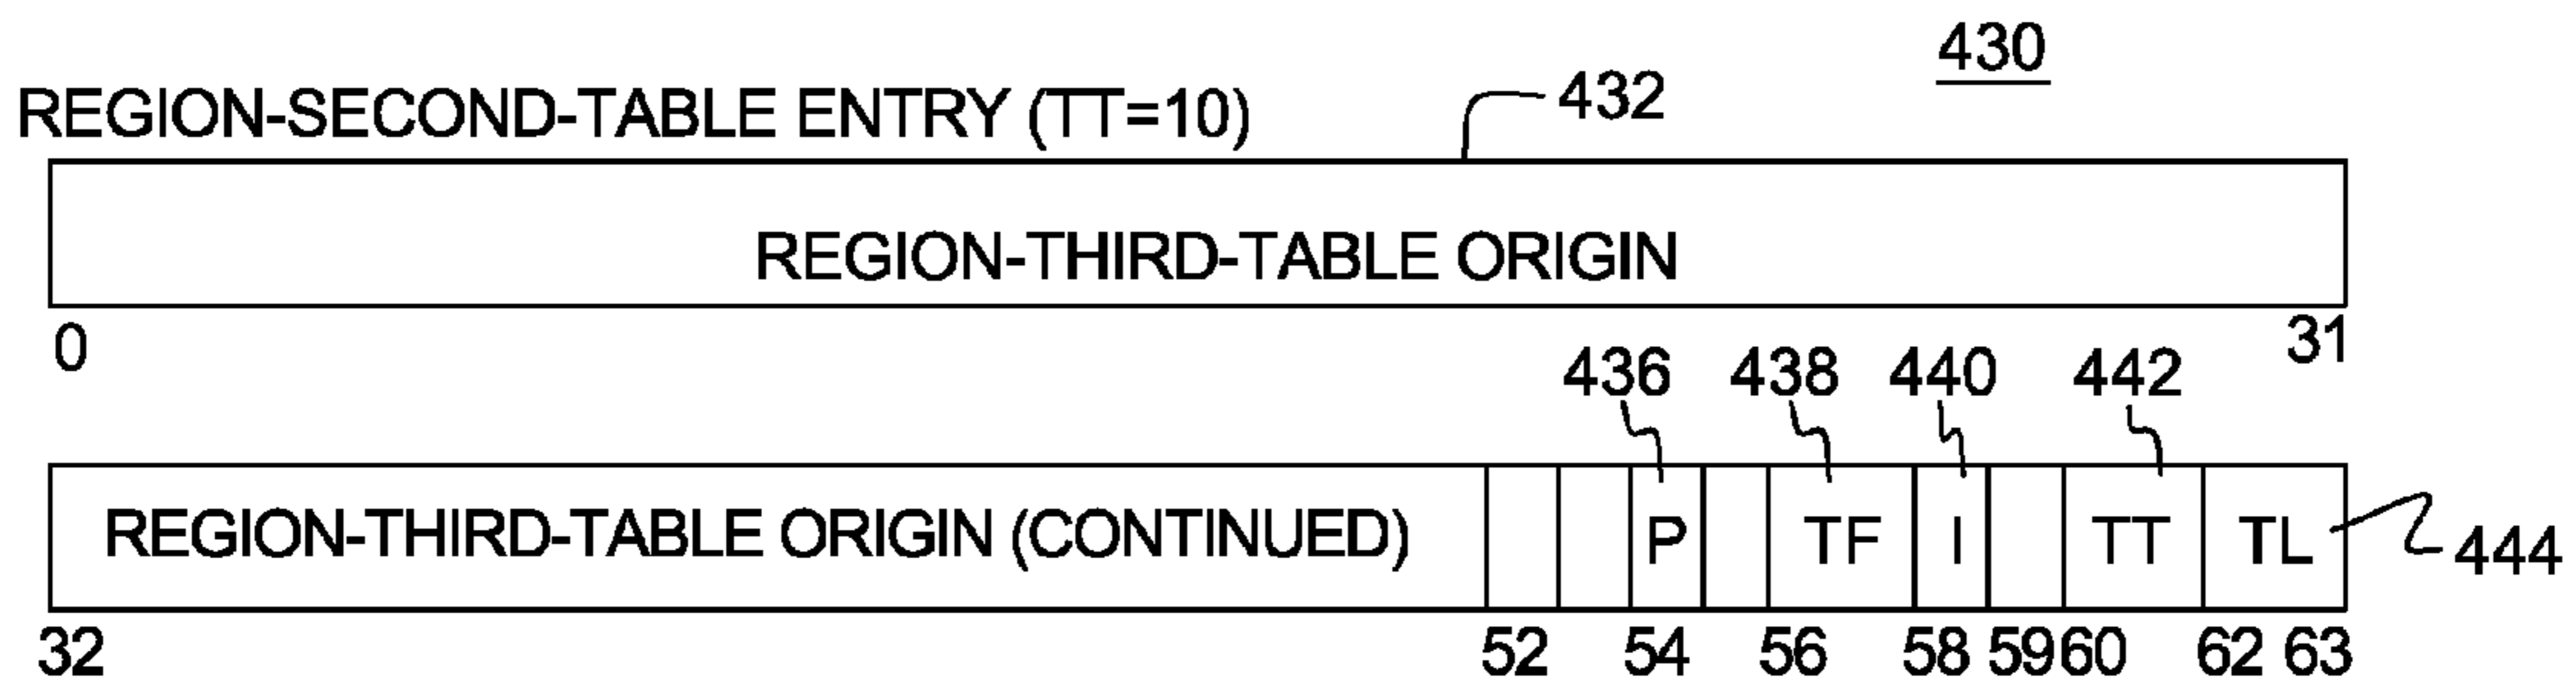 430
REGION-SECOND-TABLE ENTRY (TT=10)
432
REGION-THIRD-TABLE ORIGIN
0 31
436 438 440 442
REGION-THIRD-TABLE ORIGIN (CONTINUED) P TF I TT TL
444
32 52 54 56 58 59 60 62 63